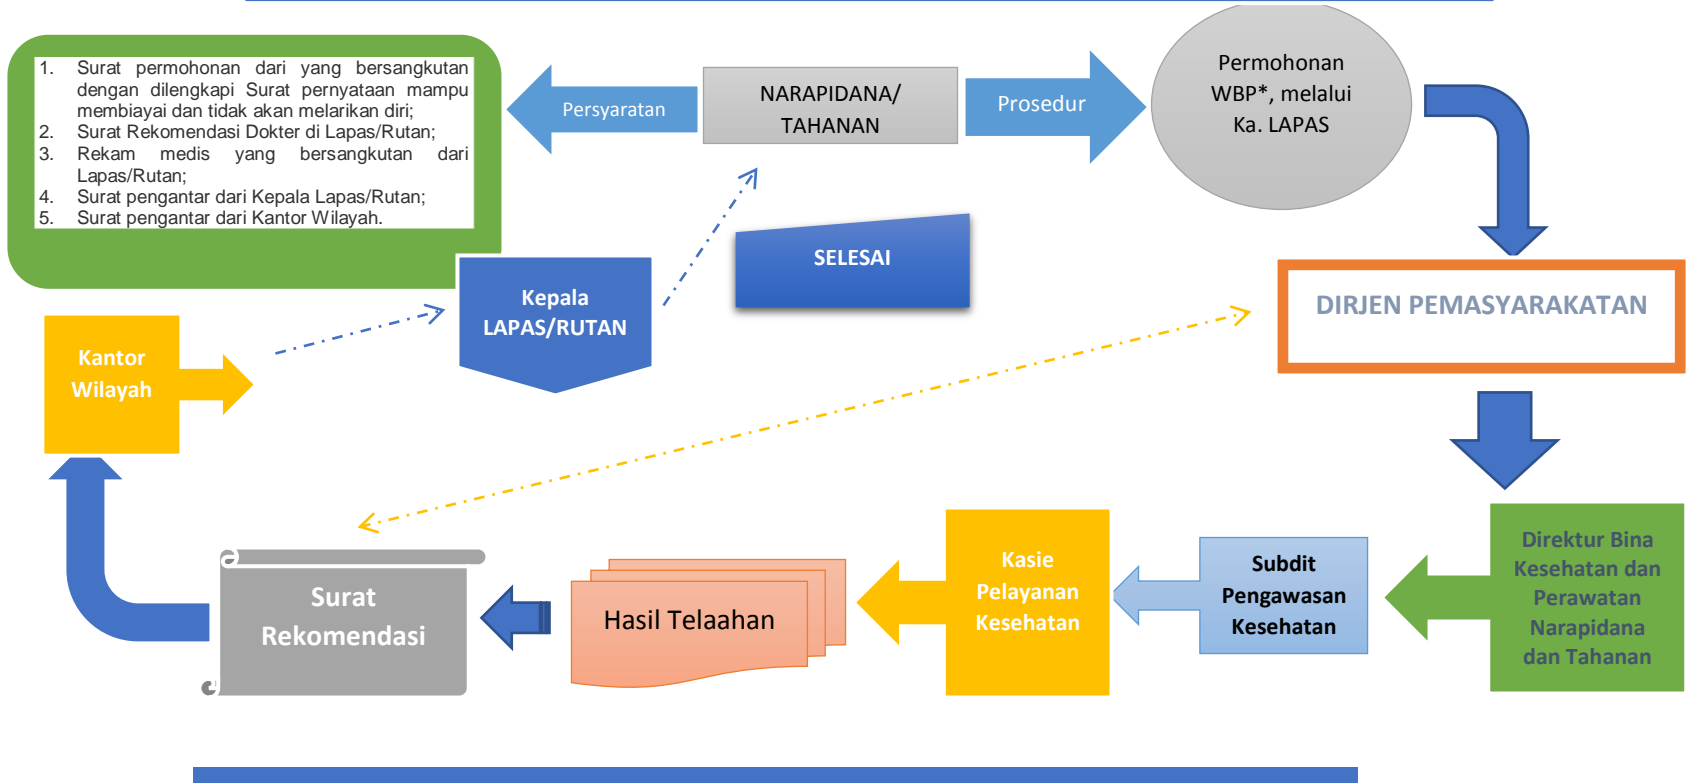 1. Surat permohonan dari yang bersangkutan
dengan dilengkapi Surat pernyataan mampu
membiayai dan tidak akan melarikan diri;
2. Surat Rekomendasi Dokter di Lapas/Rutan;
3. Rekam medis yang bersangkutan dari
Lapas/Rutan;
4. Surat pengantar dari Kepala Lapas/Rutan;
5. Surat pengantar dari Kantor Wilayah.
Persyaratan
NARAPIDANA/
TAHANAN
Prosedur
Permohonan
WBP*, melalui
Ka. LAPAS
SELESAI
Kepala
LAPAS/RUTAN
DIRJEN PEMASYARAKATAN
Kantor
Wilayah
Surat
Rekomendasi
Hasil Telaahan
Kasie
Pelayanan
Kesehatan
Subdit
Pengawasan
Kesehatan
Direktur Bina
Kesehatan dan
Perawatan
Narapidana
dan Tahanan